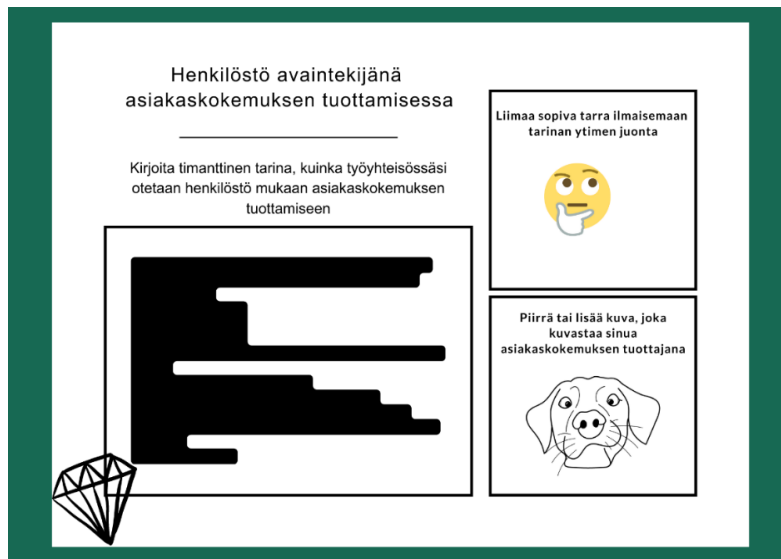 Henkilöstö avaintekijänä
asiakaskokemuksen tuottamisessa
Kirjoita timanttinen tarina, kuinka työyhteisössäsi
otetaan henkilöstö mukaan asiakaskokemuksen
tuottamiseen
Liimaa sopiva tarra ilmaisemaan
tarinan ytimen juonta
Piirrä tai lisää kuva, joka
kuvastaa sinua
asiakaskokemuksen tuottajana